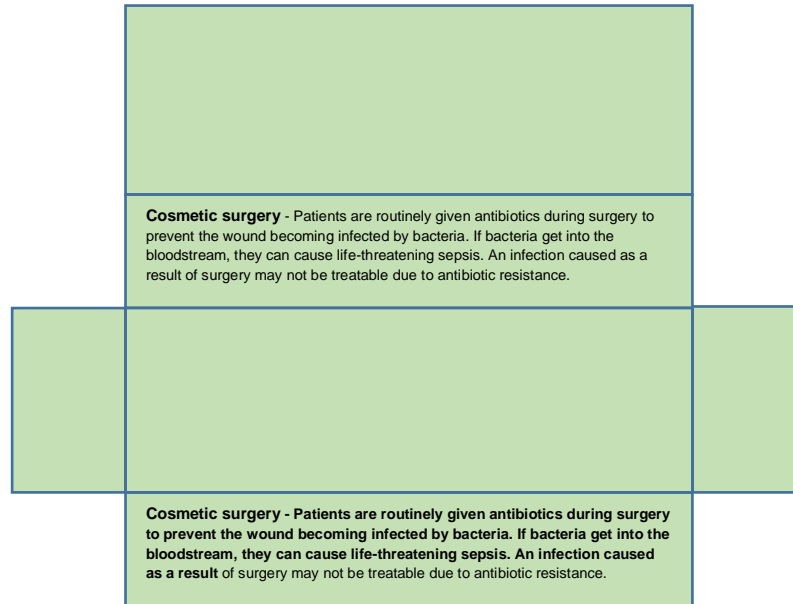 Cosmetic surgery - Patients are routinely given antibiotics during surgery to
prevent the wound becoming infected by bacteria. If bacteria get into the
bloodstream, they can cause life-threatening sepsis. An infection caused as a
result of surgery may not be treatable due to antibiotic resistance.
Cosmetic surgery - Patients are routinely given antibiotics during surgery
to prevent the wound becoming infected by bacteria. If bacteria get into the
bloodstream, they can cause life-threatening sepsis. An infection caused
as a result of surgery may not be treatable due to antibiotic resistance.